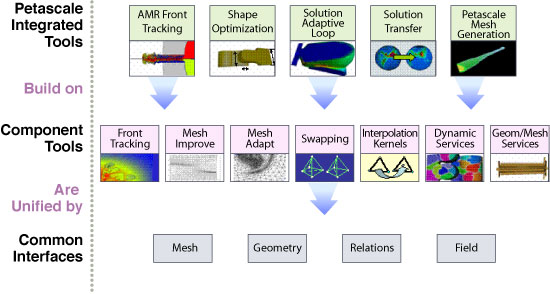 Petascale
Integrated
Tools
AMR Front
Tracking
Shape
Optimization
Solution
Adaptive
Loop
Solution
Transfer
Petascale
Mesh
Generation
Build on
Component
Tools
Front
Tracking
Mesh
Improve
Mesh
Adapt
Swapping
Interpolation
Kernels
Dynamic
Services
Geom/Mesh
Services
Are
Unified by
Common
Interfaces
Mesh
Geometry
Relations
Field